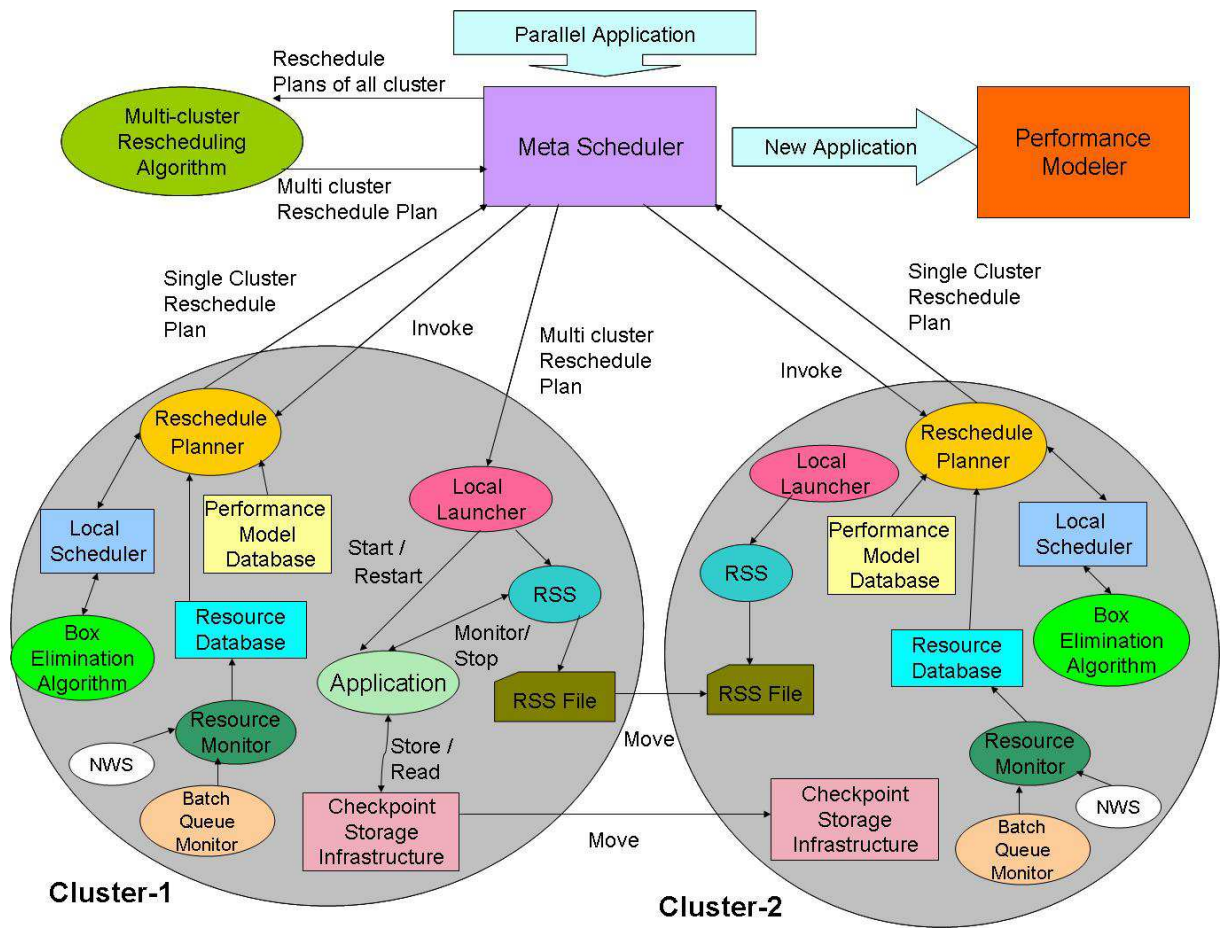 Parallel Application
Reschedule
Plans of all cluster
Multi-cluster
Rescheduling
Algorithm
Meta Scheduler
New Application
Performance
Modeler
Multi cluster
Reschedule Plan
Single Cluster
Reschedule
Plan
Invoke
Multi cluster
Reschedule
Plan
Single Cluster
Reschedule
Plan
Invoke
Reschedule
Planner
Local
Scheduler
Performance
Model
Database
Local
Launcher
Start /
Restart
RSS
Box
Elimination
Algorithm
Resource
Database
Monitor/
Stop
Application
RSS File
Resource
Monitor
NWS
Store /
Read
Batch
Queue
Monitor
Checkpoint
Storage
Infrastructure
Cluster-1
Move
Move
Reschedule
Planner
Local
Launcher
Performance
Model
Database
Local
Scheduler
RSS
Box
Elimination
Algorithm
Resource
Database
RSS File
Resource
Monitor
NWS
Checkpoint
Storage
Infrastructure
Batch
Queue
Monitor
Cluster-2